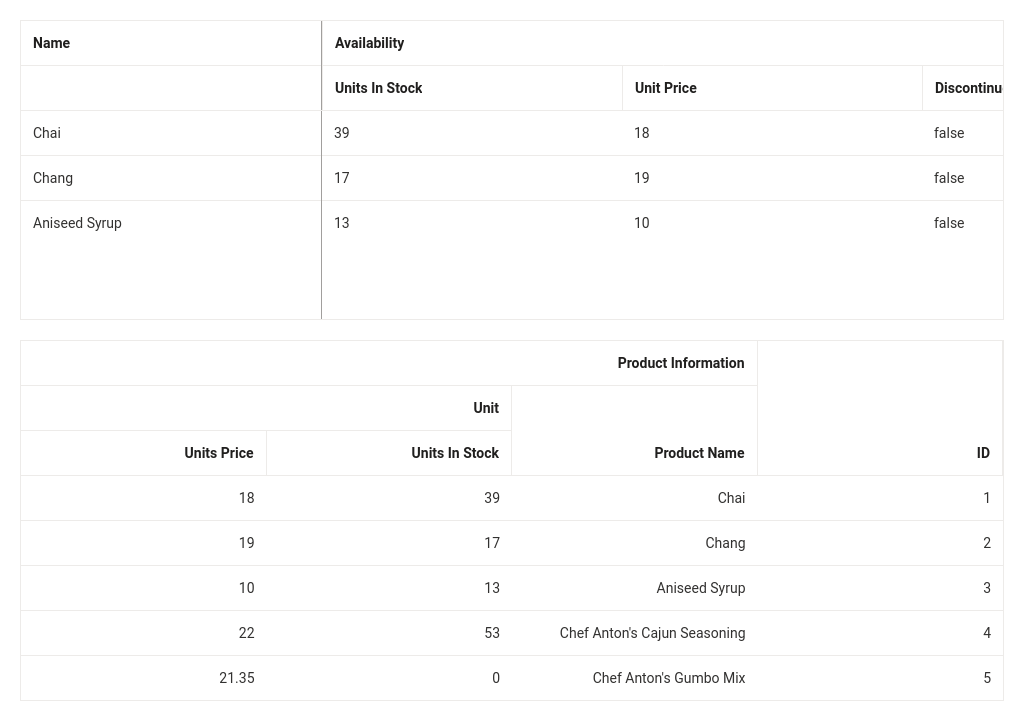 Name Availability
Units In Stock Unit Price Discontinu
Chai 39 18 false
Chang 17 19 false
Aniseed Syrup 13 10 false
Product Information
Unit
Units Price Units In Stock Product Name ID
18 39 Chai 1
19 17 Chang 2
10 13 Aniseed Syrup 3
22 53 Chef Anton's Cajun Seasoning 4
21.35 0 Chef Anton's Gumbo Mix 5